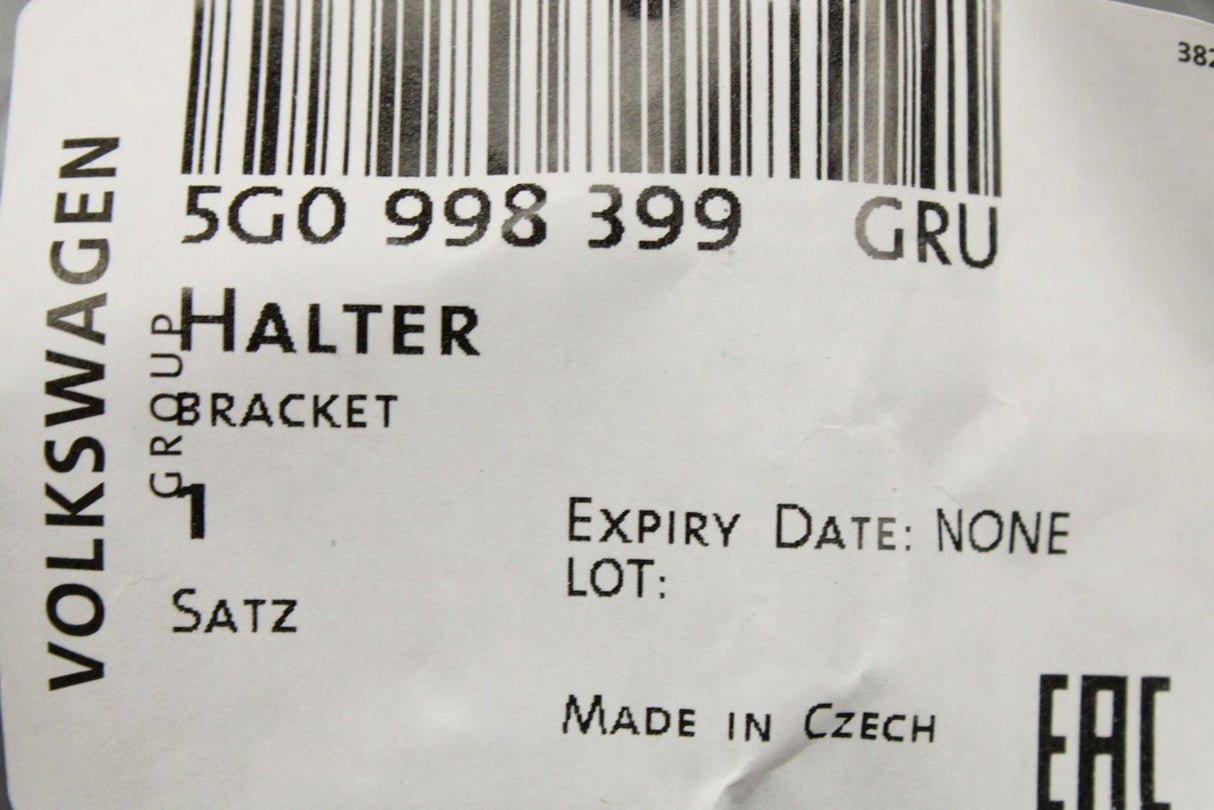 382
5G0 998 399 GRU
VOLKSWAGEN
GROUP
HALTER
BRACKET
1
EXPIRY DATE: NONE
LOT:
SATZ
MADE IN CZECH
EAC